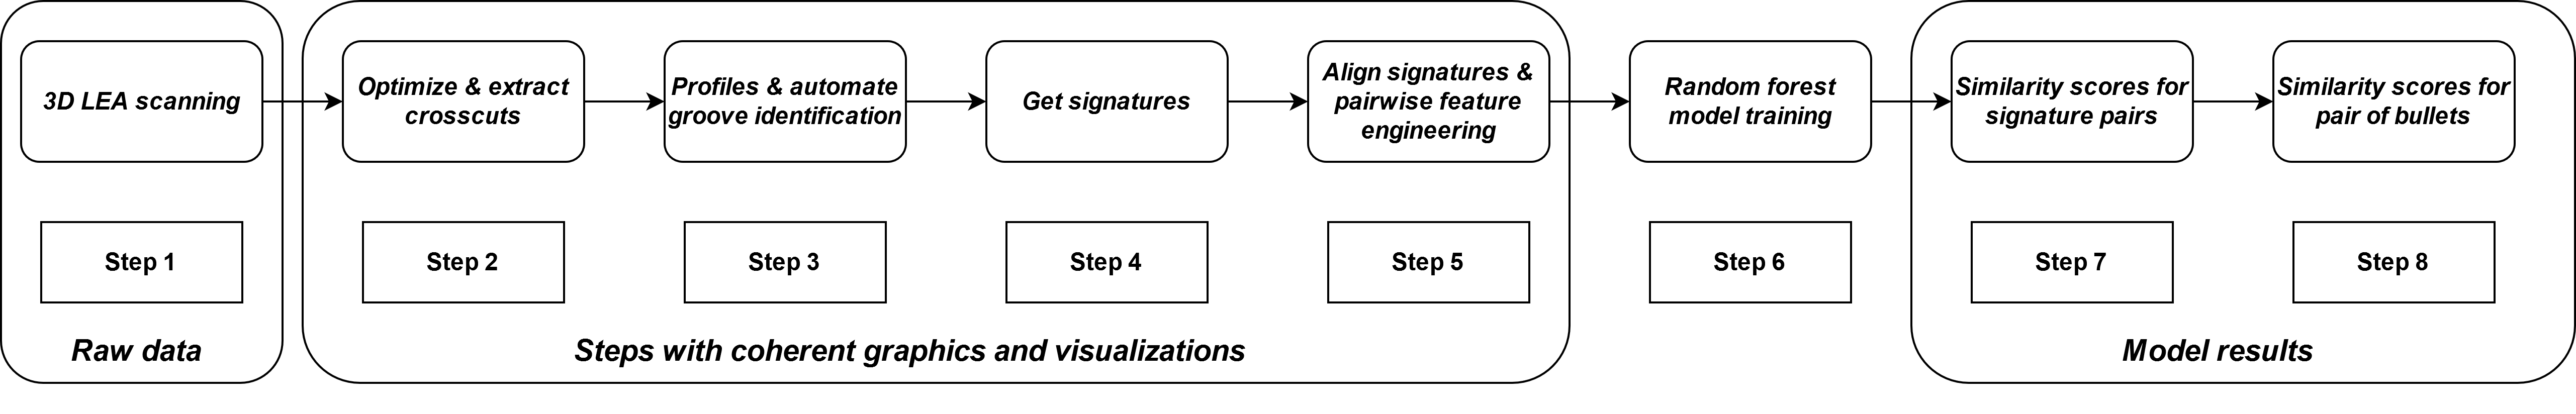 3D LEA scanning
Optimize & extract
crosscuts
Profiles & automate
groove identification
Get signatures
Align signatures &
pairwise feature
engineering
Random forest
model training
Similarity scores for
signature pairs
Similarity scores for
pair of bullets
Step 1
Step 2
Step 3
Step 4
Step 5
Step 6
Step 7
Step 8
Raw data
Steps with coherent graphics and visualizations
Model results